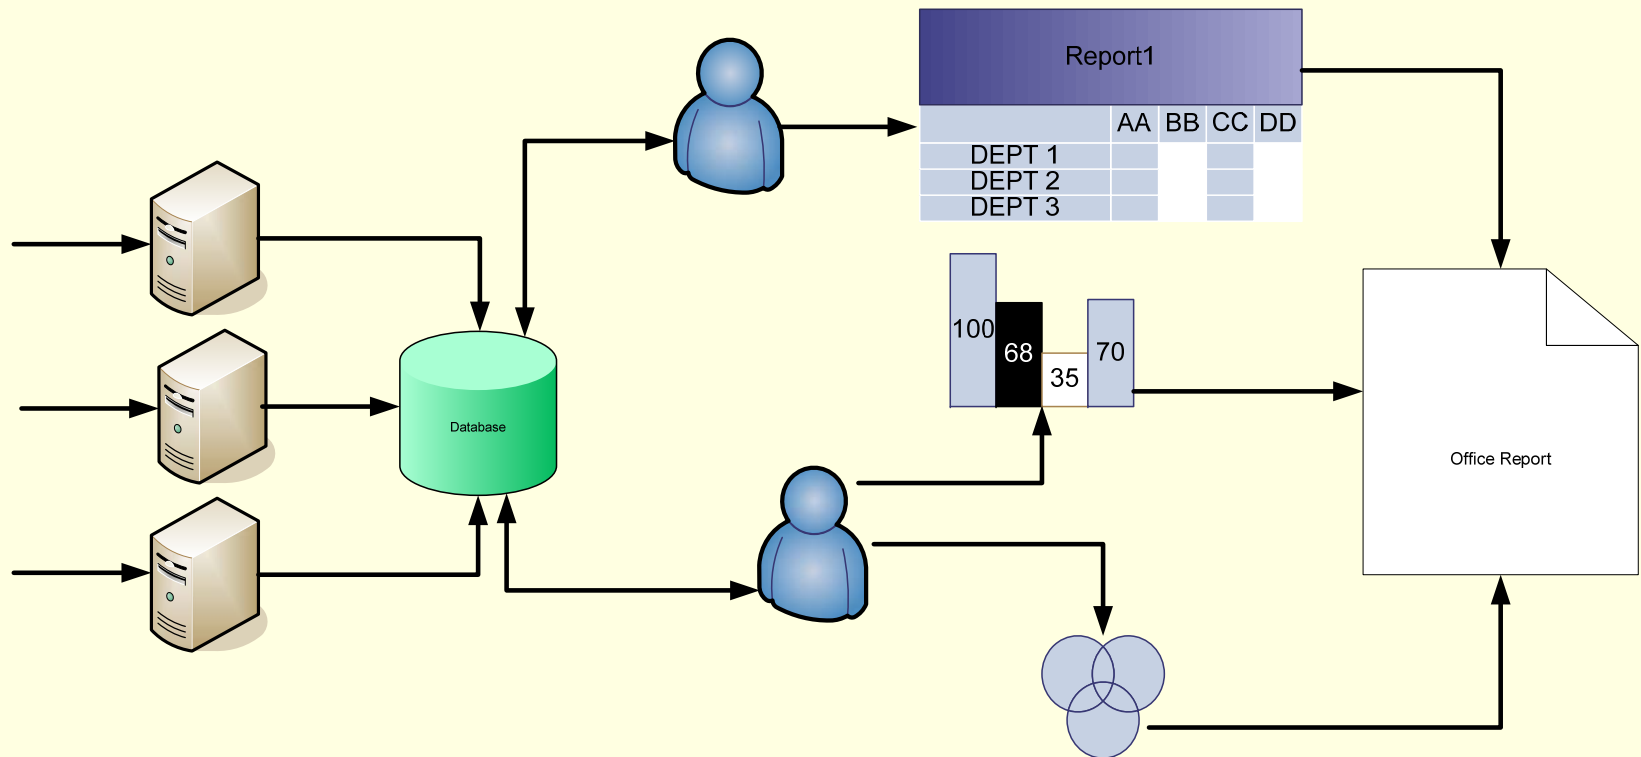 Report1
AA BB CC DD
DEPT 1
DEPT 2
DEPT 3
100
68
35
70
Database
Office Report